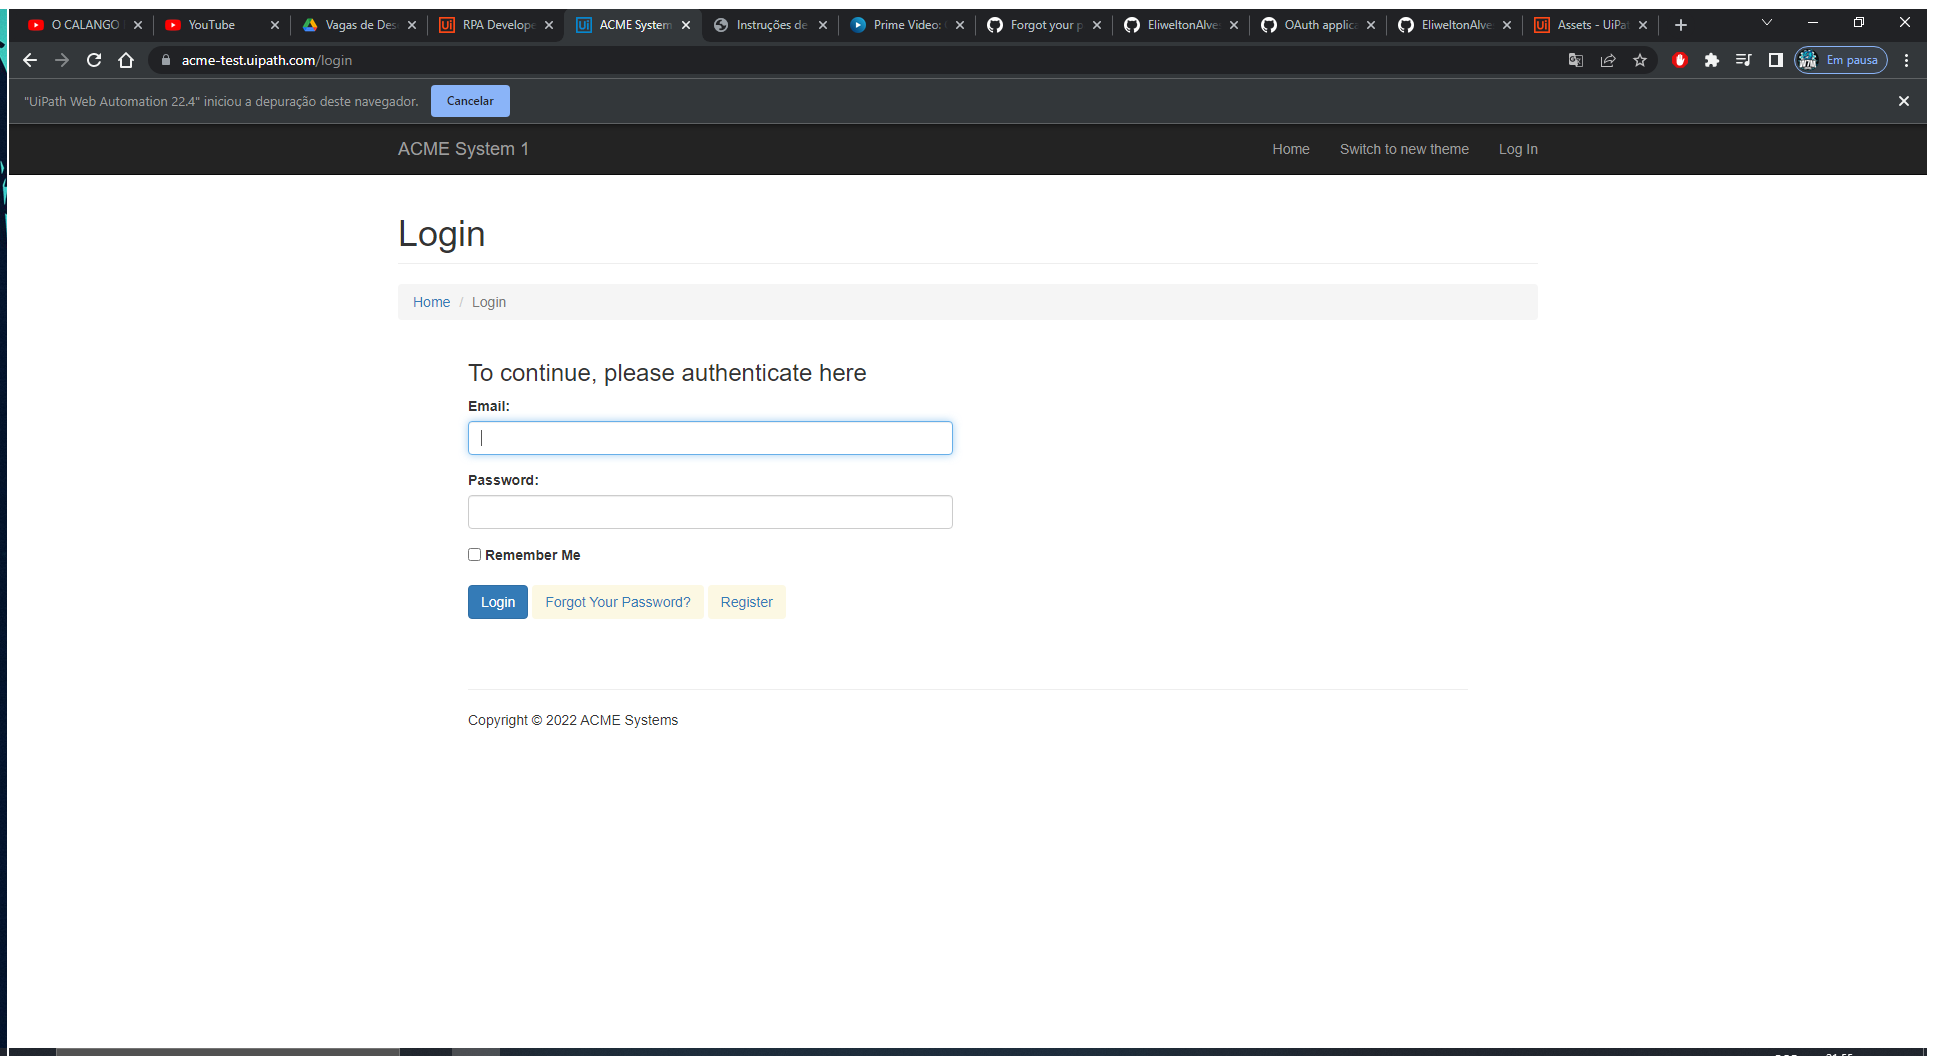 O CALANGO
YouTube
Vagas de Des
RPA Develope
ACME System
Instruções de
Prime Video:
Forgot your p
EliweltonAlve
OAuth applic
EliweltonAlve
Assets - UiPat
acme-test.uipath.com/login
Em pausa
"UiPath Web Automation 22.4" iniciou a depuração deste navegador.
Cancelar
ACME System 1
Home
Switch to new theme
Log In
Login
Home / Login
To continue, please authenticate here
Email:
Password:
Remember Me
Login
Forgot Your Password?
Register
Copyright © 2022 ACME Systems